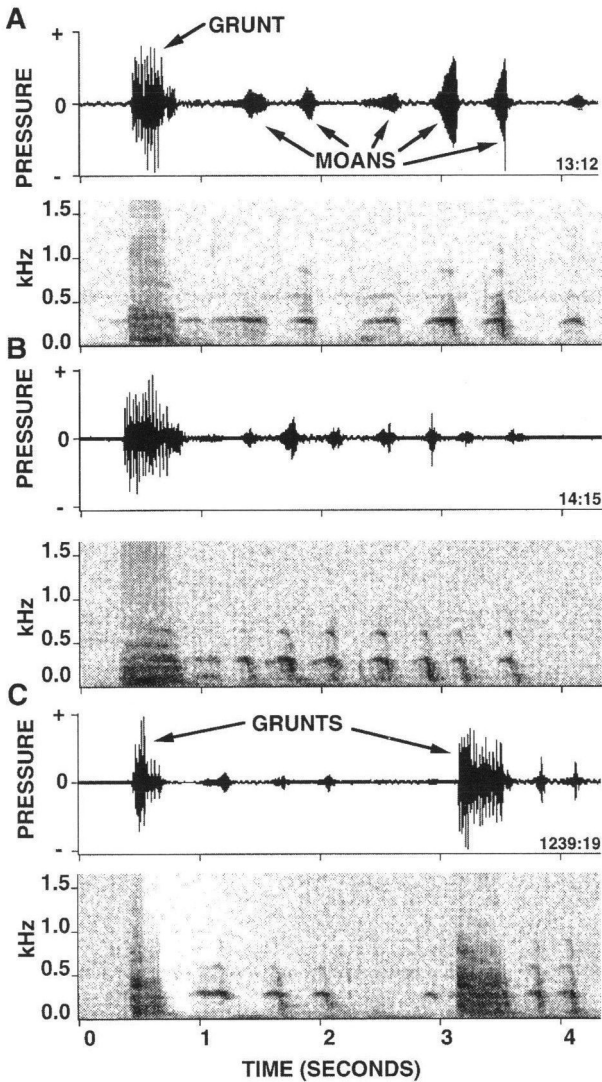 A
GRUNT
+
PRESSURE
0
MOANS
-
13:12
1.5
kHz
1.0
0.5
0.0
B
+
PRESSURE
0
-
14:15
1.5
kHz
1.0
0.5
0.0
C
+
GRUNTS
PRESSURE
0
-
1239:19
1.5
kHz
1.0
0.5
0.0
0 1 2 3 4
TIME (SECONDS)